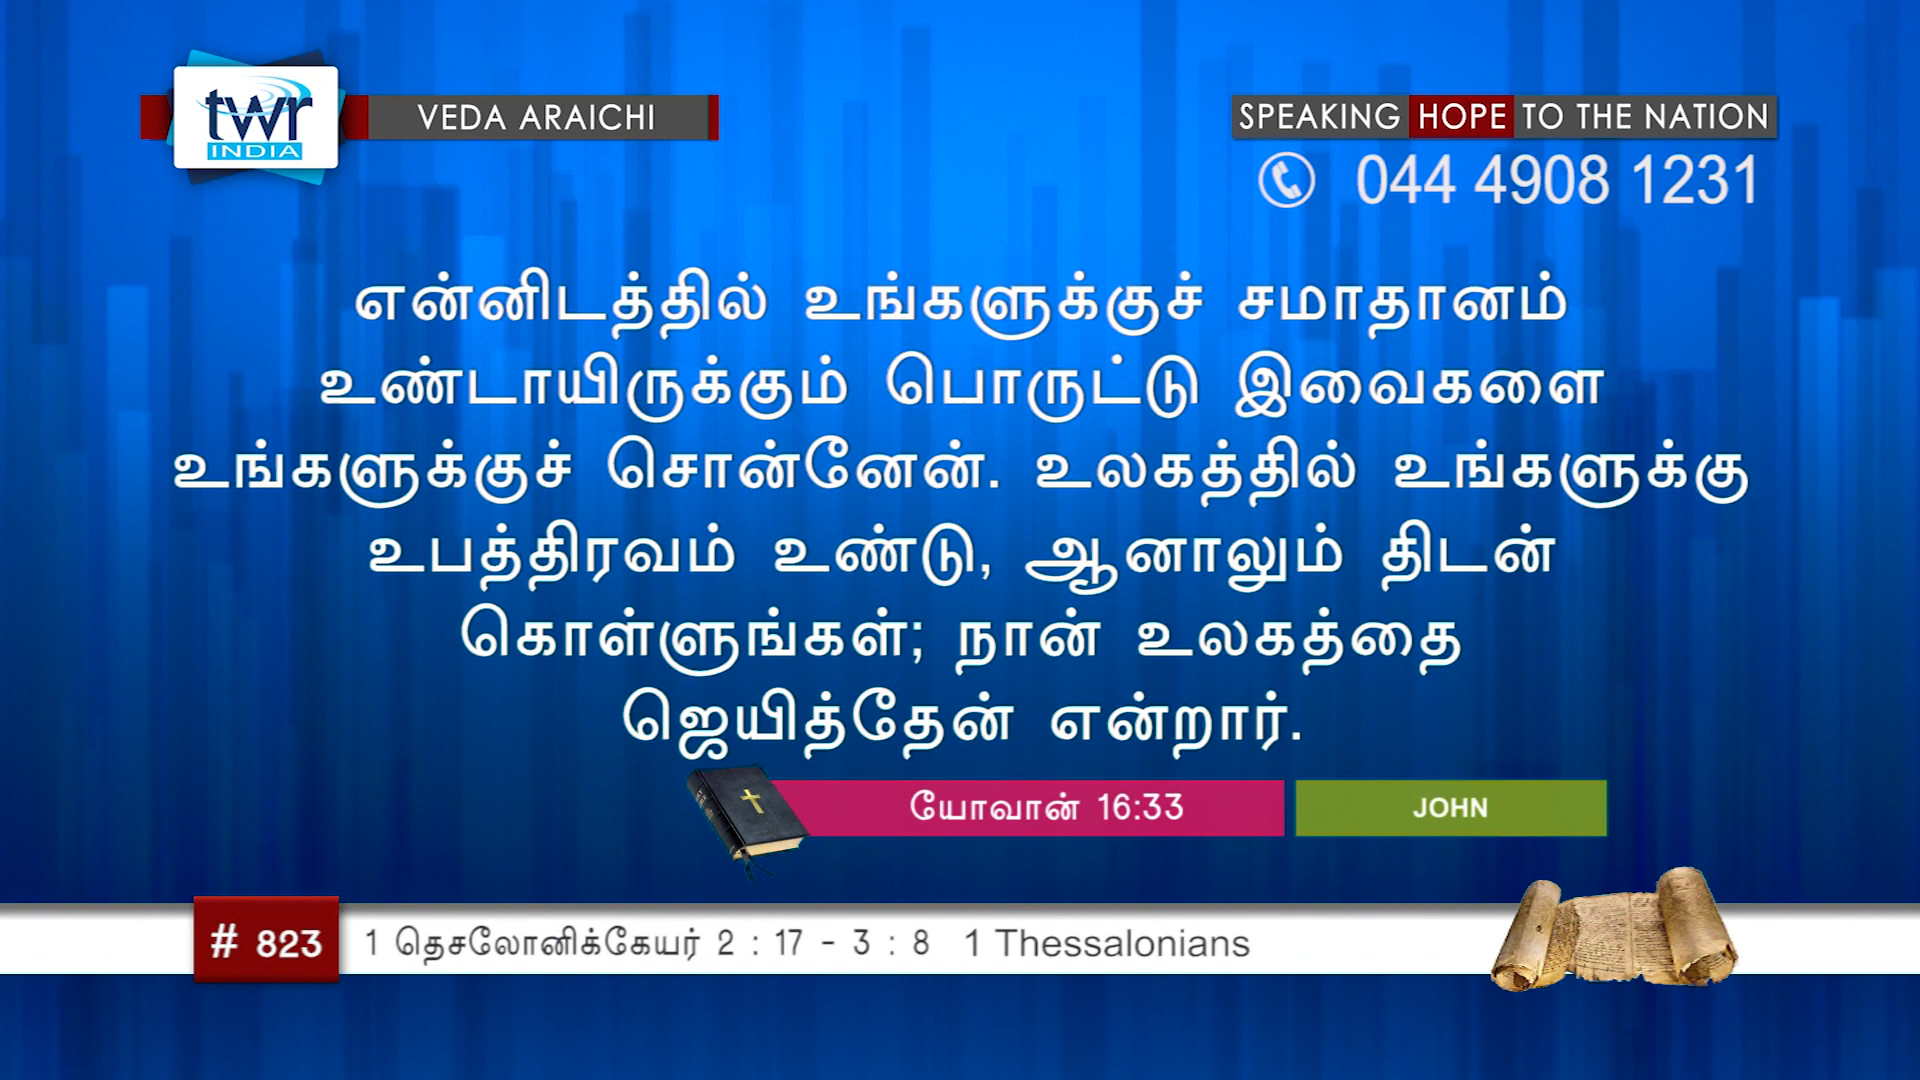 twr
INDIA
VEDA ARAICHI
SPEAKING HOPE TO THE NATION
044 4908 1231
என்னிடத்தில் உங்களுக்குச் சமாதானம்
உண்டாயிருக்கும் பொருட்டு இவைகளை
உங்களுக்குச் சொன்னேன். உலகத்தில் உங்களுக்கு
உபத்திரவம் உண்டு, ஆனாலும் திடன்
கொள்ளுங்கள்; நான் உலகத்தை
ஜெயித்தேன் என்றார்.
யோவான் 16:33
JOHN
# 823
1 தெசலோனிக்கேயர் 2 : 17 - 3 : 8 1 Thessalonians